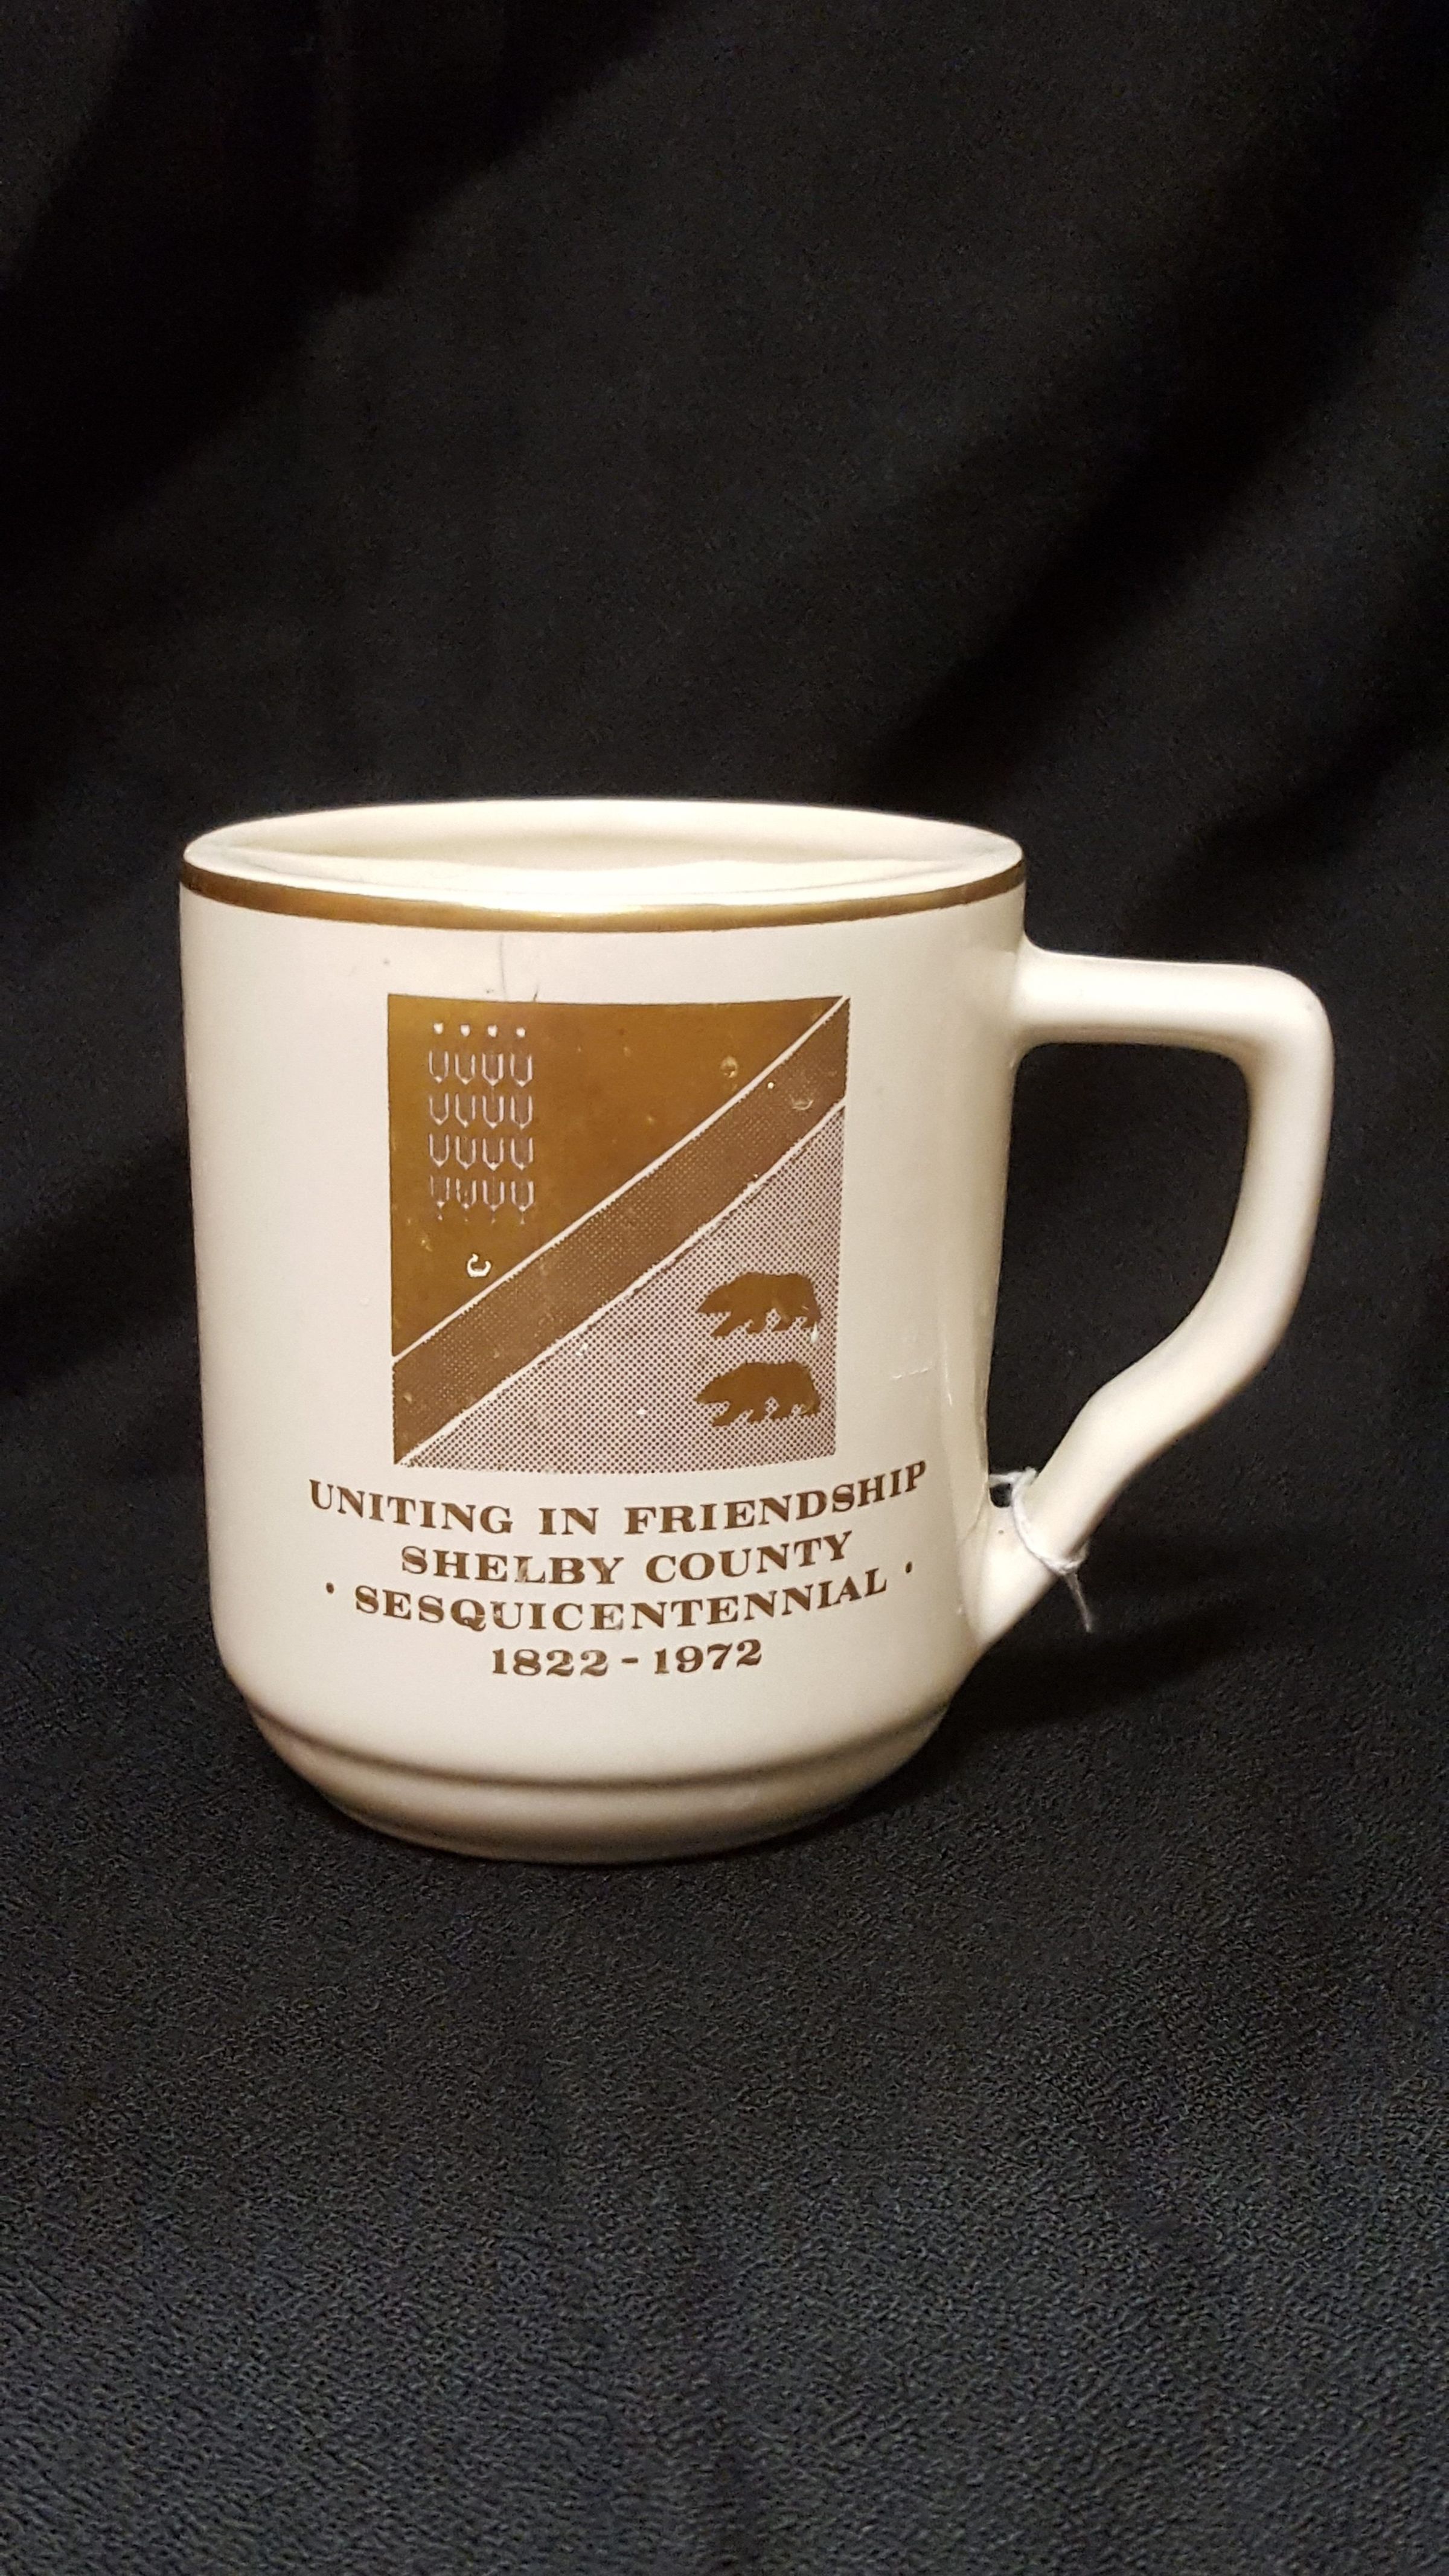 UNITING IN FRIENDSHIP
SHELBY COUNTY
· SESQUICENTENNIAL ·
1822-1972